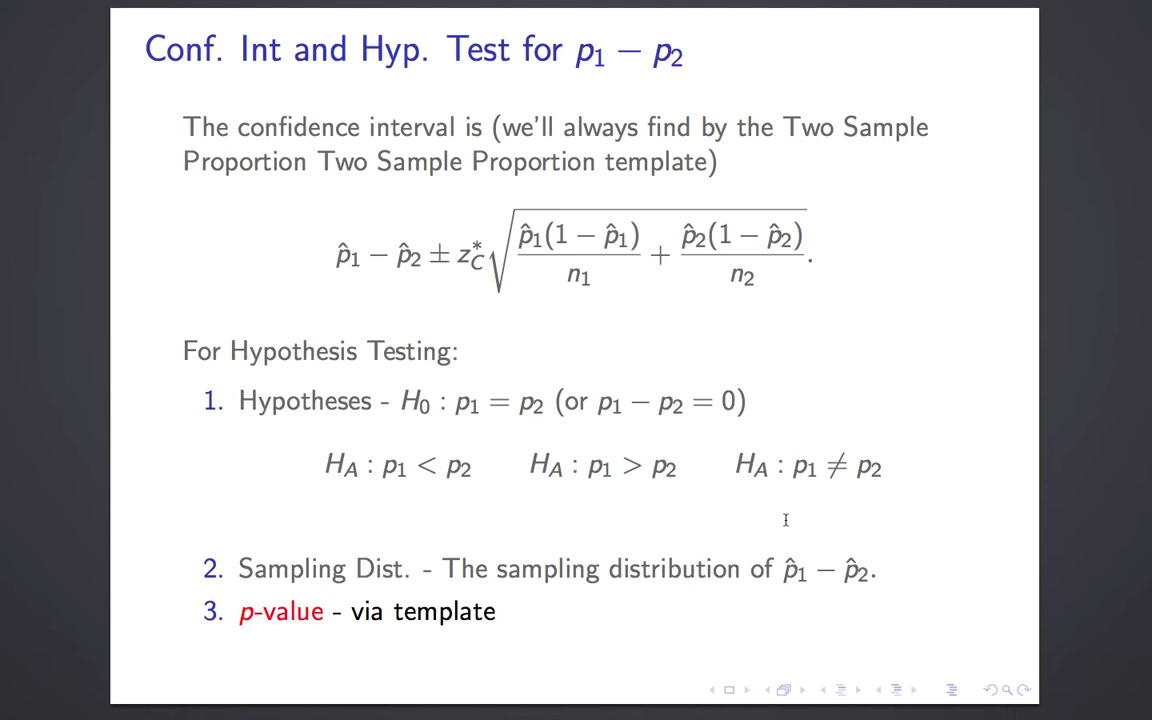 Conf. Int and Hyp. Test for p₁ − p₂
The confidence interval is (we'll always find by the Two Sample
Proportion Two Sample Proportion template)
p̂₁ − p̂₂ ± z*_C √( p̂₁(1 − p̂₁)/n₁ + p̂₂(1 − p̂₂)/n₂ ).
For Hypothesis Testing:
1. Hypotheses - H₀ : p₁ = p₂ (or p₁ − p₂ = 0)
H_A : p₁ < p₂ H_A : p₁ > p₂ H_A : p₁ ≠ p₂
2. Sampling Dist. - The sampling distribution of p̂₁ − p̂₂.
3. p-value - via template